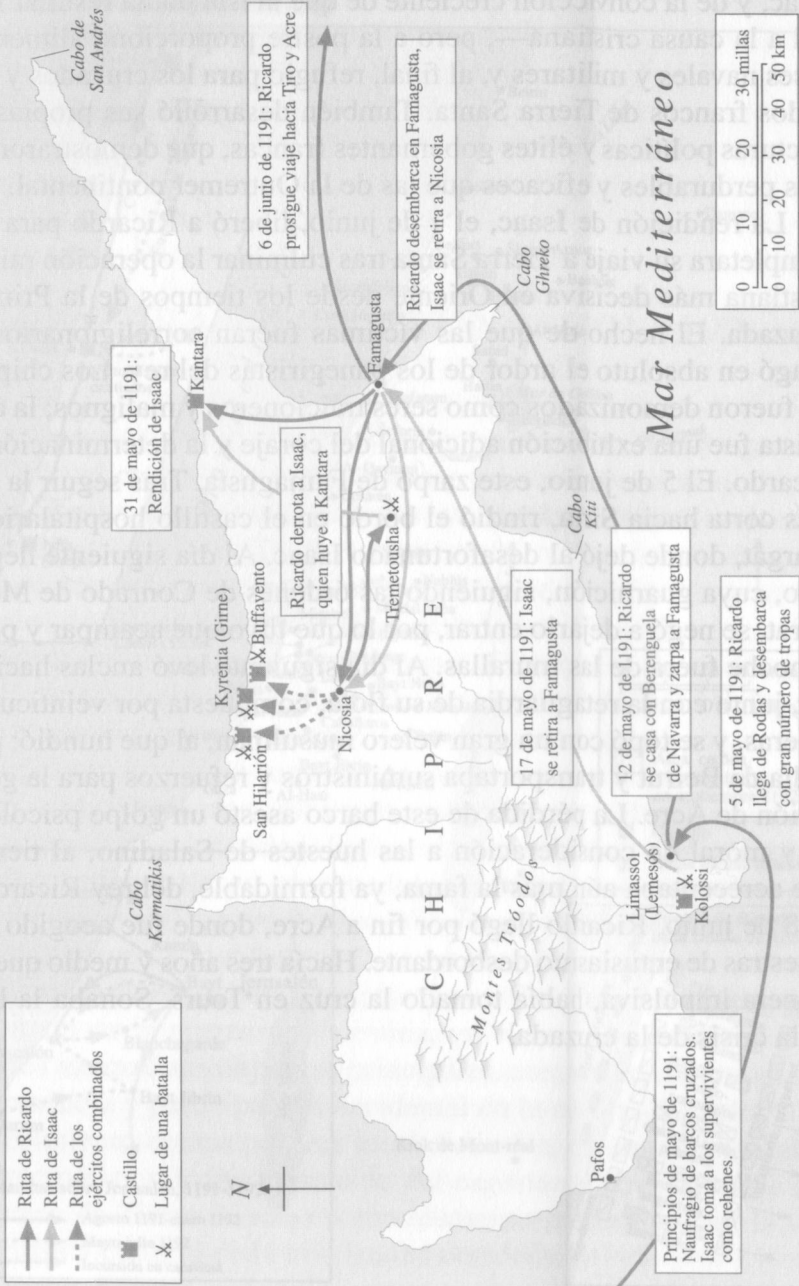 Ruta de Ricardo
Ruta de Isaac
Ruta de los
ejércitos combinados
Castillo
Lugar de una batalla
N
Cabo
Kormakitis
San Hilarión
Kyrenia (Girne)
Buffavento
31 de mayo de 1191:
Rendición de Isaac.
Kantara
Cabo de
San Andrés
Ricardo derrota a Isaac,
quien huye a Kantara
6 de junio de 1191: Ricardo
prosigue viaje hacia Tiro y Acre
Nicosia
Tremetousha
Famagusta
Ricardo desembarca en Famagusta.
Isaac se retira a Nicosia
CHIPRE
Montes Troodos
Cabo
Ghreko
17 de mayo de 1191: Isaac
se retira a Famagusta
Cabo
Kiti
Pafos
Limassol
(Lemesós)
Kolossi
12 de mayo de 1191: Ricardo
se casa con Berenguela
de Navarra y zarpa a Famagusta
Principios de mayo de 1191:
Naufragio de barcos cruzados.
Isaac toma a los supervivientes
como rehenes.
5 de mayo de 1191: Ricardo
llega de Rodas y desembarca
con gran número de tropas
Mar Mediterráneo
0 10 20 30 millas
0 10 20 30 40 50 km